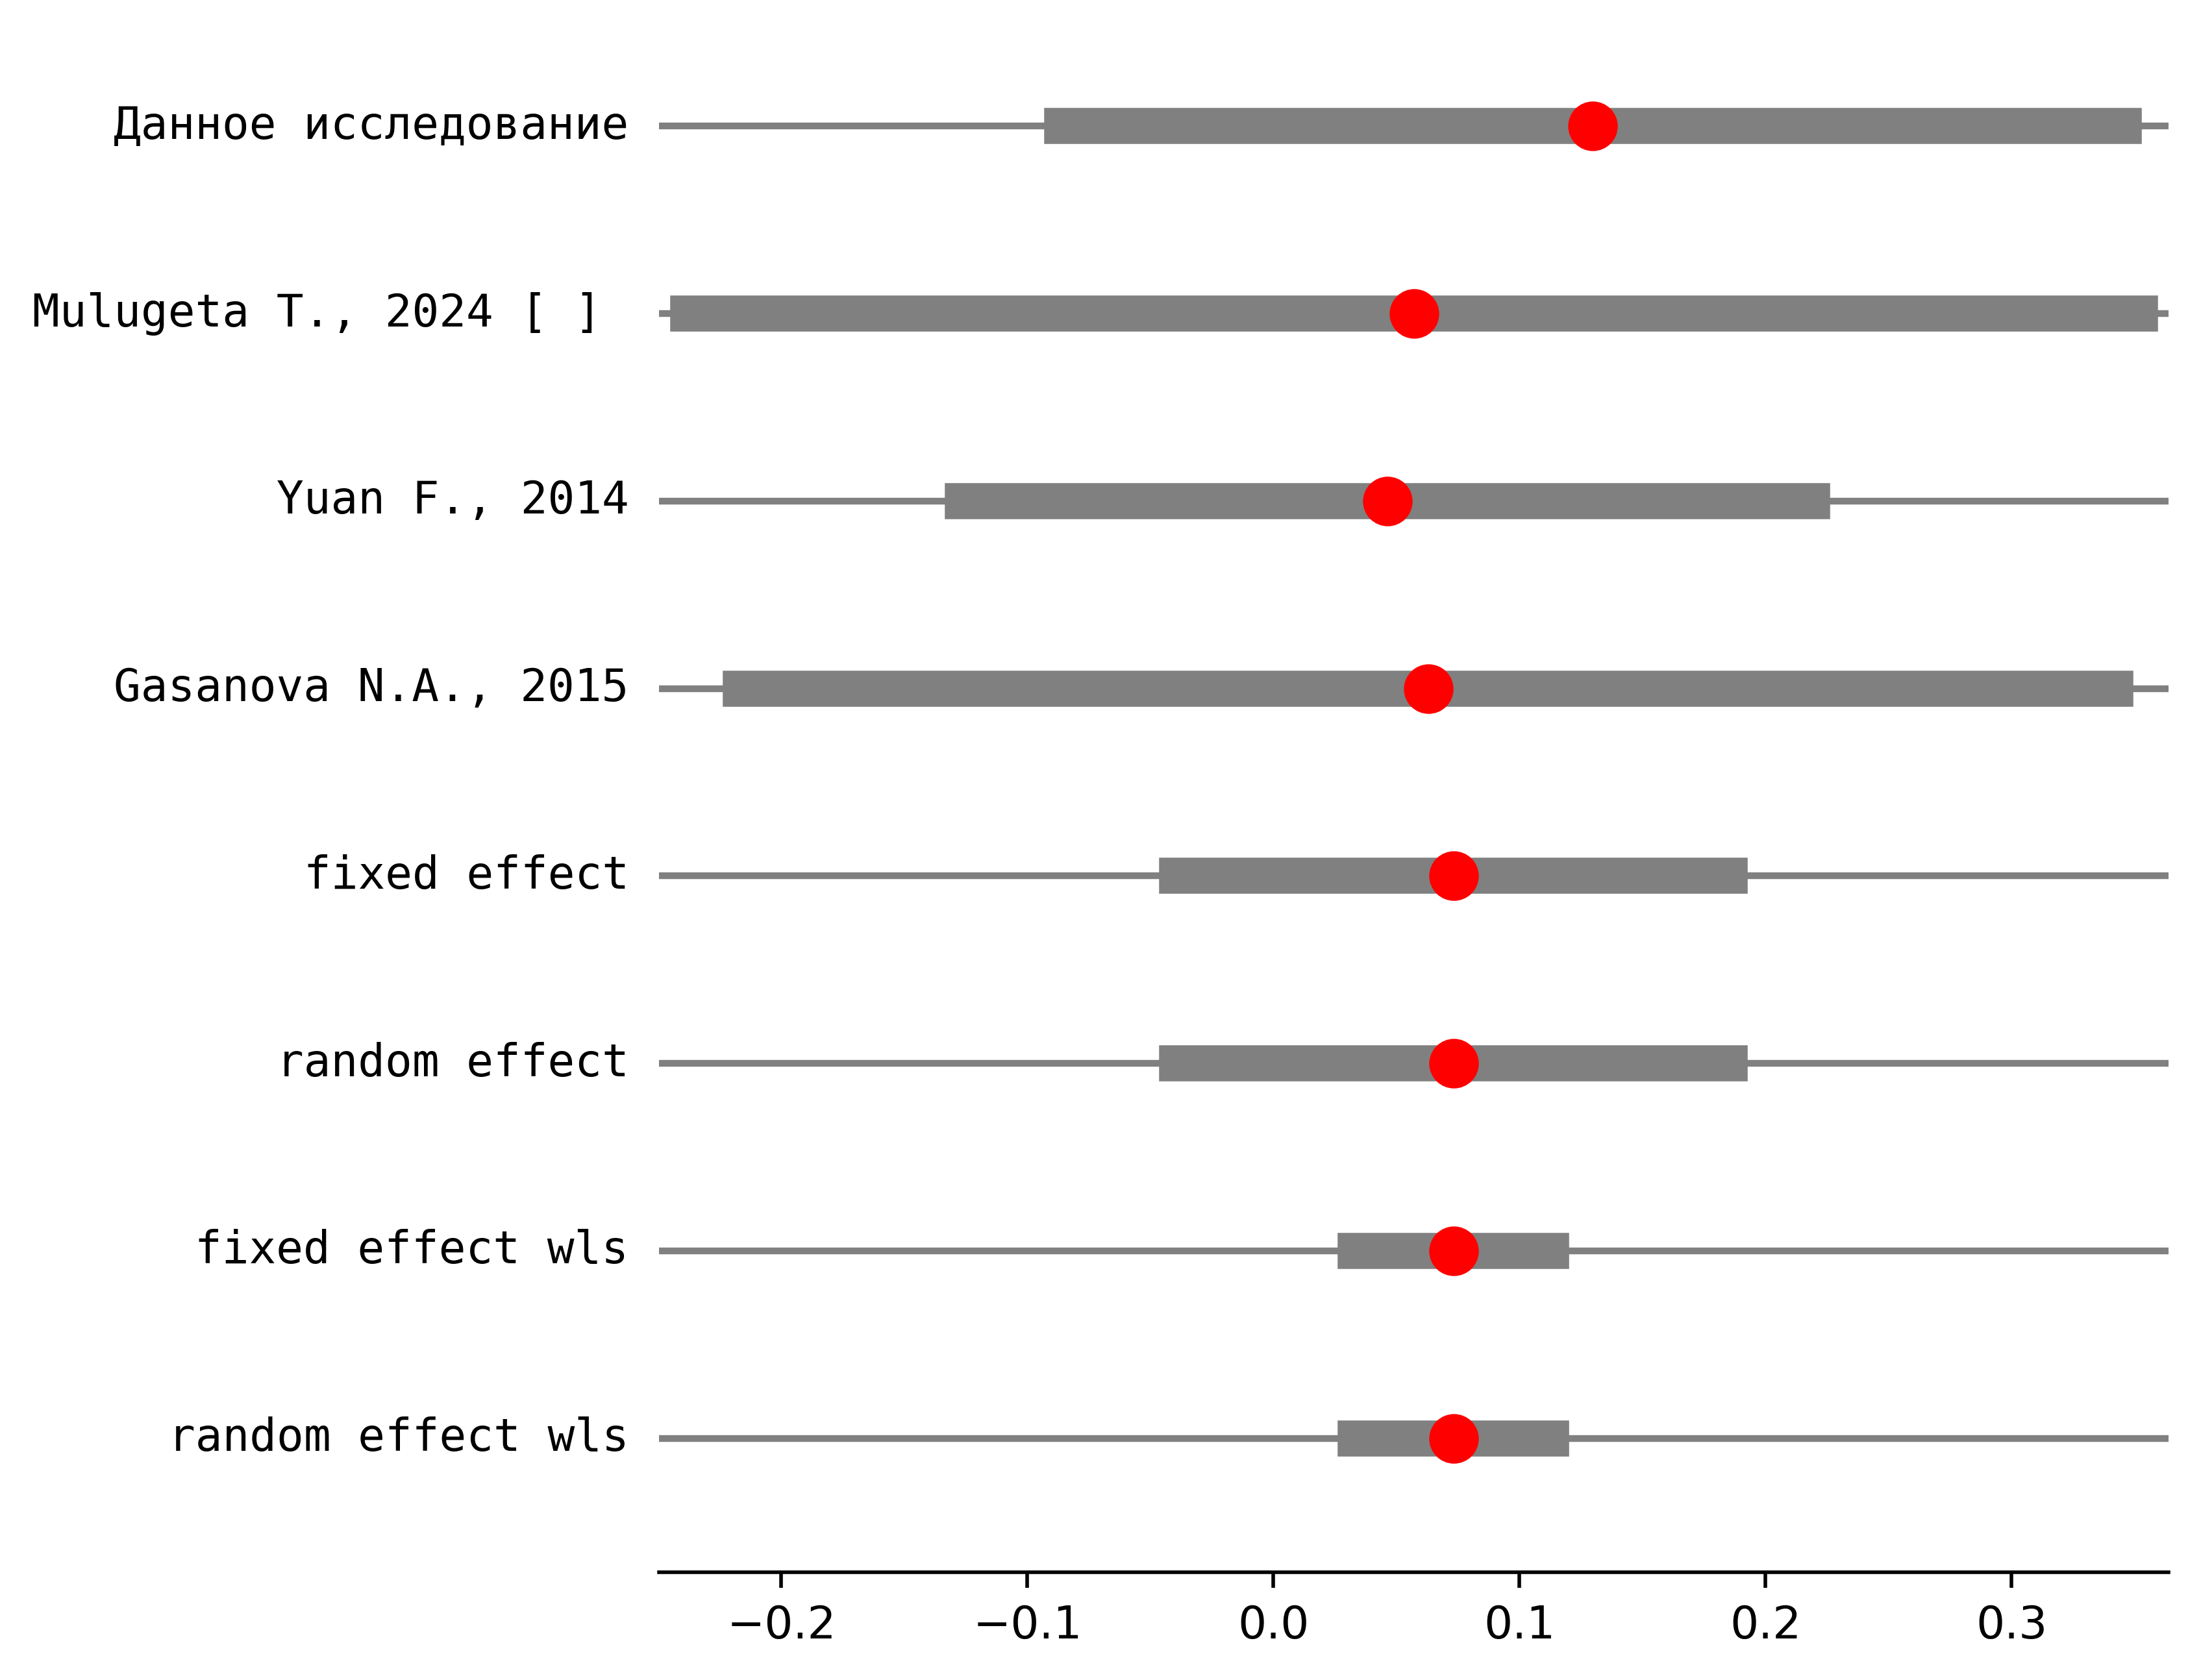 Данное исследование
Mulugeta T., 2024 [ ]
Yuan F., 2014
Gasanova N.A., 2015
fixed effect
random effect
fixed effect wls
random effect wls
−0.2 −0.1 0.0 0.1 0.2 0.3